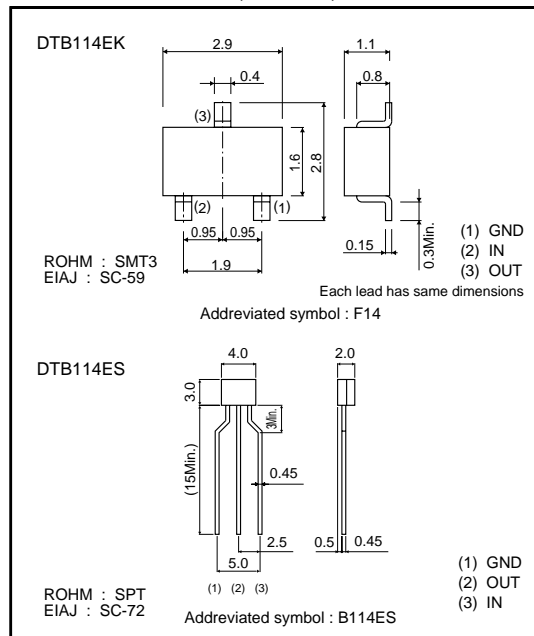 DTB114EK
2.9
1.1
0.4
0.8
(3)
1.6
2.8
(2)
(1)
0.95
0.95
0.15
0.3Min.
(1) GND
(2) IN
(3) OUT
1.9
ROHM : SMT3
EIAJ : SC-59
Each lead has same dimensions
Addreviated symbol : F14
DTB114ES
4.0
2.0
3.0
3Min.
(15Min.)
0.45
2.5
0.5
0.45
5.0
(1)
(2)
(3)
(1) GND
(2) OUT
(3) IN
ROHM : SPT
EIAJ : SC-72
Addreviated symbol : B114ES